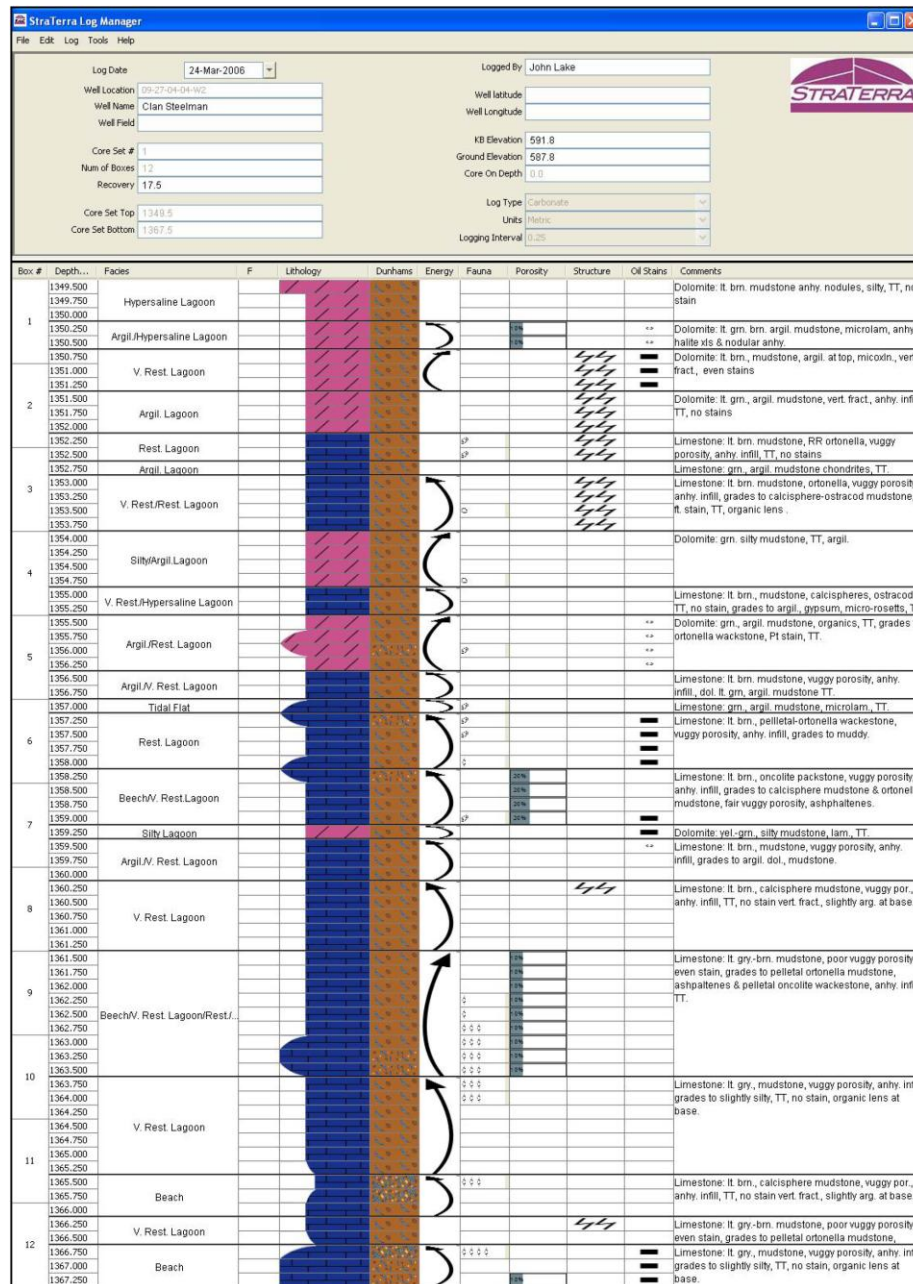 StraTerra Log Manager
File Edit Log Tools Help
Log Date 24-Mar-2006
Well Location 09-27-04-04-W2
Well Name Clan Steelman
Well Field
Core Set # 1
Num of Boxes 12
Recovery 17.5
Core Set Top 1349.5
Core Set Bottom 1367.5
Logged By John Lake
Well latitude
Well Longitude
KB Elevation 591.8
Ground Elevation 587.8
Core On Depth 0.0
Log Type Carbonate
Units Metric
Logging Interval 0.25
STRATERRA
Box # Depth... Facies F Lithology Dunhams Energy Fauna Porosity Structure Oil Stains Comments
1
1349.500
1349.750
1350.000
Hypersaline Lagoon
Dolomite: lt. brn. mudstone anhy. nodules, silty, TT, no
stain
1350.250
1350.500
Argil./Hypersaline Lagoon
Dolomite: lt. grn. brn. argil. mudstone, microlam, anhy
halite xls & nodular anhy.
1350.750
1351.000
1351.250
V. Rest. Lagoon
Dolomite: lt. brn., mudstone, argil. at top, micoxln., ver
fract., even stains
2
1351.500
1351.750
1352.000
Argil. Lagoon
Dolomite: lt. grn., argil. mudstone, vert. fract., anhy. infi
TT, no stains
1352.250
1352.500
Rest. Lagoon
Limestone: lt. brn. mudstone, RR ortonella, vuggy
porosity, anhy. infill, TT, no stains
1352.750
Argil. Lagoon
Limestone: grn., argil. mudstone chondrites, TT.
3
1353.000
1353.250
1353.500
1353.750
V. Rest./Rest. Lagoon
Limestone: lt. brn. mudstone, ortonella, vuggy porosity
anhy. infill, grades to calcisphere-ostracod mudstone,
ft. stain, TT, organic lens .
4
1354.000
1354.250
1354.500
1354.750
Silty/Argil.Lagoon
Dolomite: grn. silty mudstone, TT, argil.
1355.000
1355.250
V. Rest./Hypersaline Lagoon
Limestone: lt. brn., mudstone, calcispheres, ostracod
TT, no stain, grades to argil., gypsum, micro-rosetts, T
5
1355.500
1355.750
1356.000
1356.250
Argil./Rest. Lagoon
Dolomite: grn., argil. mudstone, organics, TT, grades
ortonella wackstone, Pt stain, TT.
1356.500
1356.750
Argil./V. Rest. Lagoon
Limestone: lt. brn. mudstone, vuggy porosity, anhy.
infill., dol. lt. grn, argil. mudstone TT.
1357.000
Tidal Flat
Limestone: grn., argil. mudstone, microlam., TT.
6
1357.250
1357.500
1357.750
1358.000
Rest. Lagoon
Limestone: lt. brn., pellletal-ortonella wackestone,
vuggy porosity, anhy. infill, grades to muddy.
7
1358.250
1358.500
1358.750
1359.000
Beech/V. Rest.Lagoon
20%
20%
20%
20%
Limestone: lt. brn., oncolite packstone, vuggy porosity
anhy. infill, grades to calcisphere mudstone & ortonel
mudstone, fair vuggy porosity, ashphaltenes.
1359.250
Silty Lagoon
Dolomite: yel.-grn., silty mudstone, lam., TT.
1359.500
1359.750
1360.000
Argil./V. Rest. Lagoon
Limestone: lt. brn., mudstone, vuggy porosity, anhy.
infill, grades to argil. dol., mudstone.
8
1360.250
1360.500
1360.750
1361.000
1361.250
V. Rest. Lagoon
Limestone: lt. brn., calcisphere mudstone, vuggy por.,
anhy. infill, TT, no stain vert. fract., slightly arg. at base
9
1361.500
1361.750
1362.000
1362.250
1362.500
1362.750
1363.000
1363.250
1363.500
Beech/V. Rest. Lagoon/Rest./...
Limestone: lt. gry.-brn. mudstone, poor vuggy porosity
even stain, grades to pelletal ortonella mudstone,
ashpaltenes & pelletal oncolite wackestone, anhy. infi
TT.
10
1363.750
1364.000
1364.250
1364.500
1364.750
1365.000
1365.250
V. Rest. Lagoon
Limestone: lt. gry., mudstone, vuggy porosity, anhy. inf
grades to slightly silty, TT, no stain, organic lens at
base.
11
1365.500
1365.750
1366.000
Beach
Limestone: lt. brn., calcisphere mudstone, vuggy por.,
anhy. infill, TT, no stain vert. fract., slightly arg. at base
12
1366.250
1366.500
V. Rest. Lagoon
Limestone: lt. gry.-brn. mudstone, poor vuggy porosity
even stain, grades to pelletal ortonella mudstone,
1366.750
1367.000
1367.250
Beach
Limestone: lt. gry., mudstone, vuggy porosity, anhy. inf
grades to slightly silty, TT, no stain, organic lens at
base.